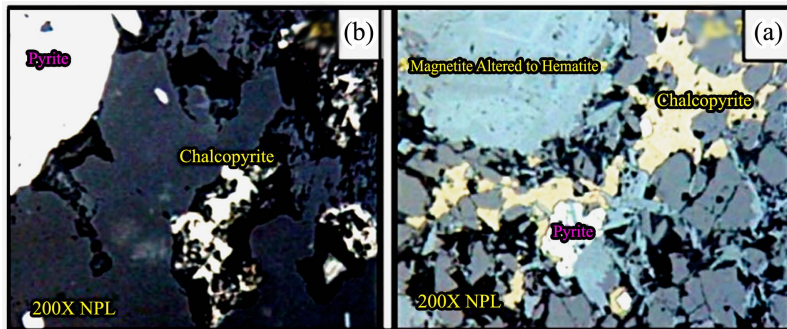 Pyrite
(b)
Chalcopyrite
200X NPL
(a)
Magnetite Altered to Hematite
Chalcopyrite
Pyrite
200X NPL